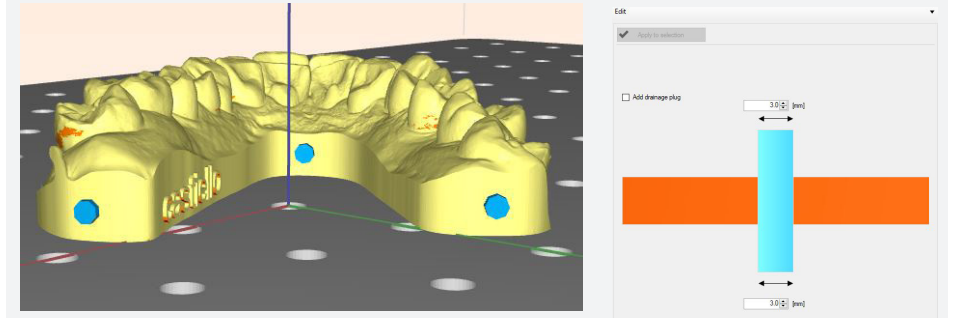 Edit
Apply to selection
Add drainage plug
3.0 [mm]
3.0 [mm]